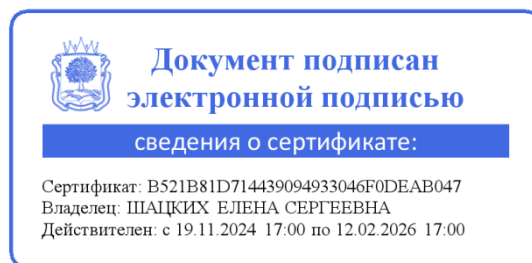 Документ подписан
электронной подписью
сведения о сертификате:
Сертификат: B521B81D714439094933046F0DEAB047
Владелец: ШАЦКИХ ЕЛЕНА СЕРГЕЕВНА
Действителен: с 19.11.2024 17:00 по 12.02.2026 17:00